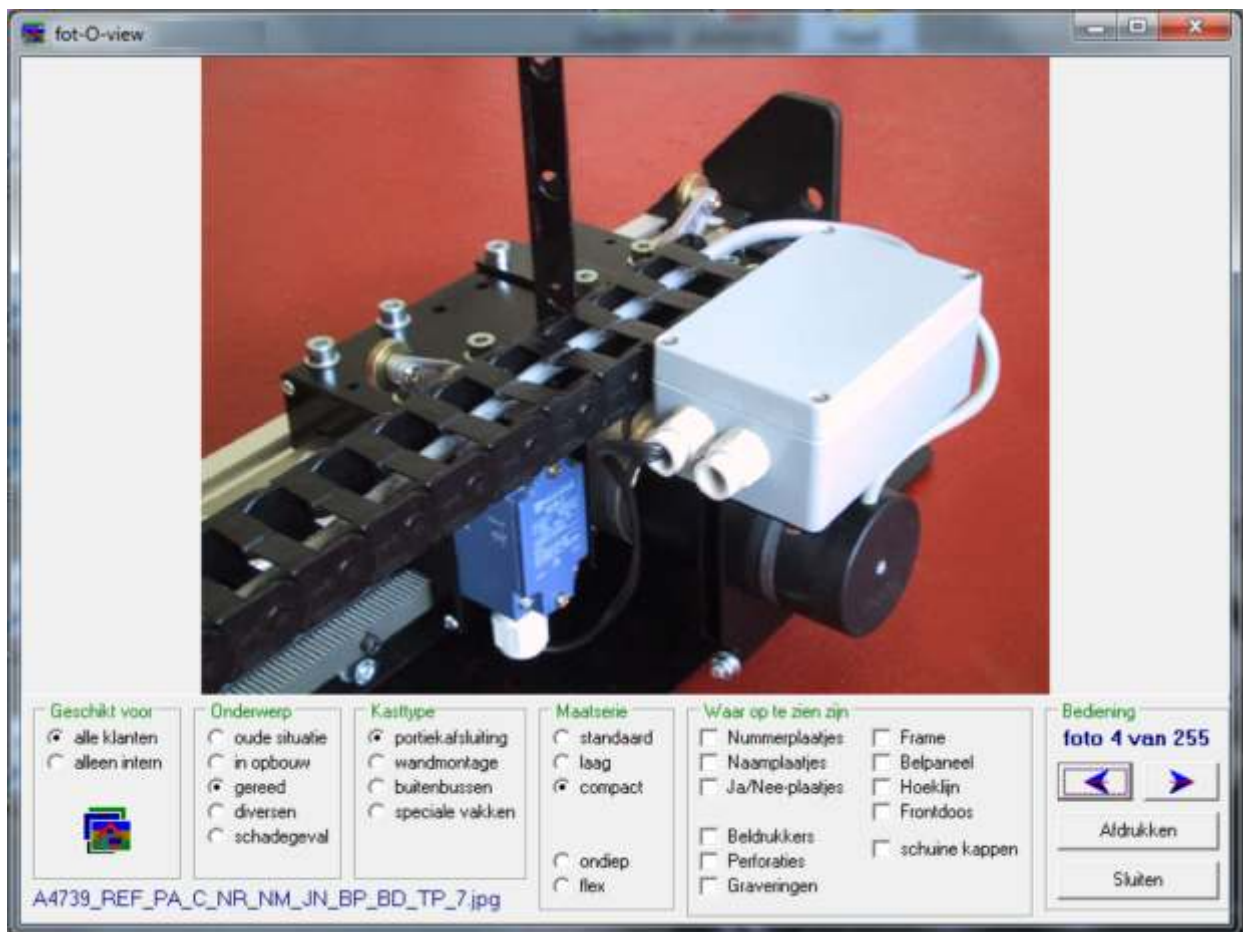 fot-O-view
Geschikt voor
alle klanten
alleen intern
Onderwerp
oude situatie
in opbouw
gereed
diversen
schadegeval
Kasttype
portiekafsluiting
wandmontage
buitenbussen
speciale vakken
Maatserie
standaard
laag
compact
ondiep
flex
Waar op te zien zijn
Nummerplaatjes
Naamplaatjes
Ja/Nee-plaatjes
Beldrukkers
Perforaties
Graveringen
Frame
Belpaneel
Hoeklijn
Frontdoos
schuine kappen
Bediening
foto 4 van 255
Afdrukken
Sluiten
A4739_REF_PA_C_NR_NM_JN_BP_BD_TP_7.jpg